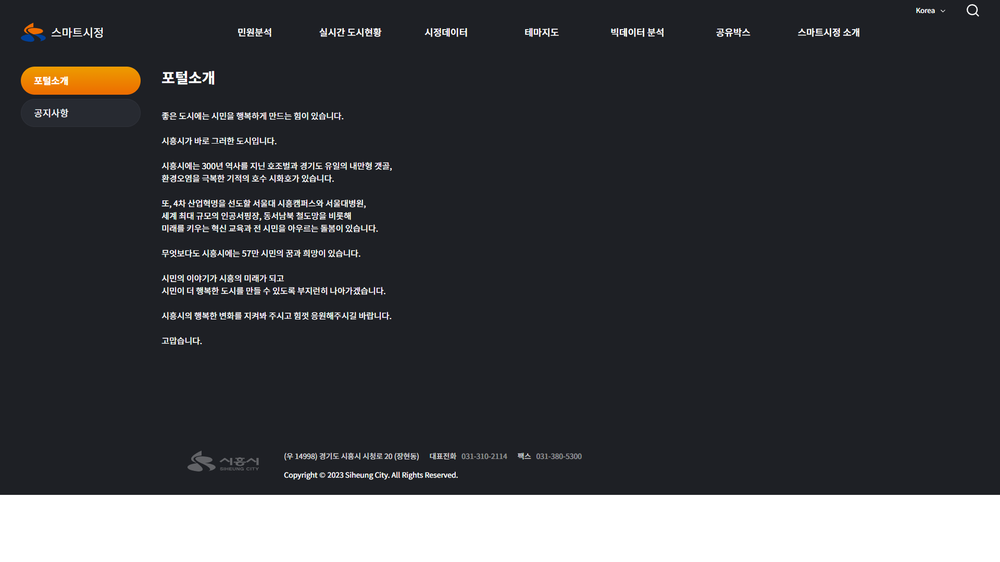 Korea
스마트시정
민원분석 실시간 도시현황 시정데이터 테마지도 빅데이터 분석 공유박스 스마트시정 소개
포털소개
공지사항
포털소개
좋은 도시에는 시민을 행복하게 만드는 힘이 있습니다.
시흥시가 바로 그러한 도시입니다.
시흥시에는 300년 역사를 지닌 호조벌과 경기도 유일의 내만형 갯골,
환경오염을 극복한 기적의 호수 시화호가 있습니다.
또, 4차 산업혁명을 선도할 서울대 시흥캠퍼스와 서울대병원,
세계 최대 규모의 인공서핑장, 동서남북 철도망을 비롯해
미래를 키우는 혁신 교육과 전 시민을 아우르는 돌봄이 있습니다.
무엇보다도 시흥시에는 57만 시민의 꿈과 희망이 있습니다.
시민의 이야기가 시흥의 미래가 되고
시민이 더 행복한 도시를 만들 수 있도록 부지런히 나아가겠습니다.
시흥시의 행복한 변화를 지켜봐 주시고 힘껏 응원해주시길 바랍니다.
고맙습니다.
시흥시
SIHEUNG CITY
(우 14998) 경기도 시흥시 시청로 20 (장현동) 대표전화 031-310-2114 팩스 031-380-5300
Copyright © 2023 Siheung City. All Rights Reserved.